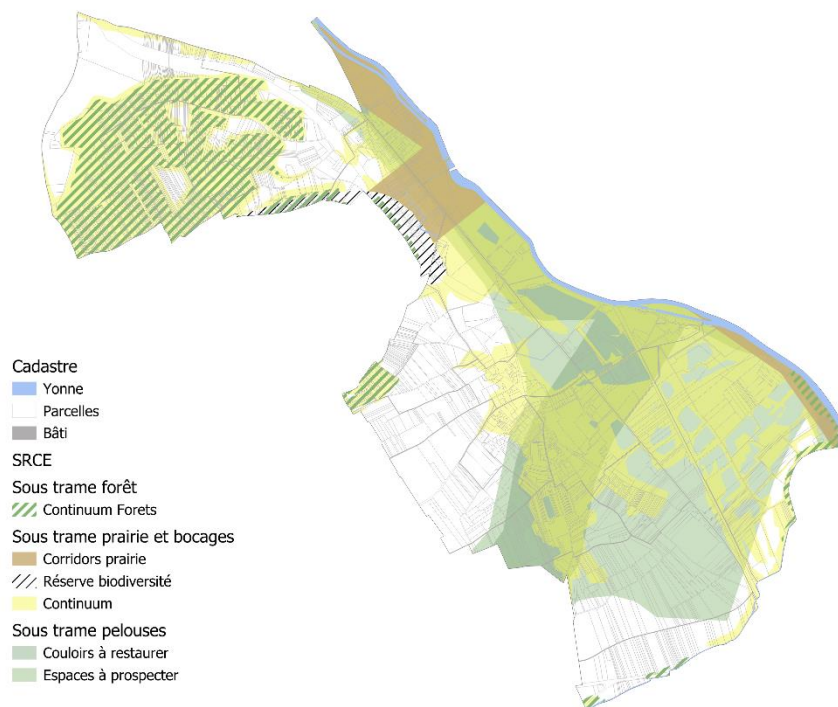 Cadastre
Yonne
Parcelles
Bâti
SRCE
Sous trame forêt
Continuum Forets
Sous trame prairie et bocages
Corridors prairie
Réserve biodiversité
Continuum
Sous trame pelouses
Couloirs à restaurer
Espaces à prospecter